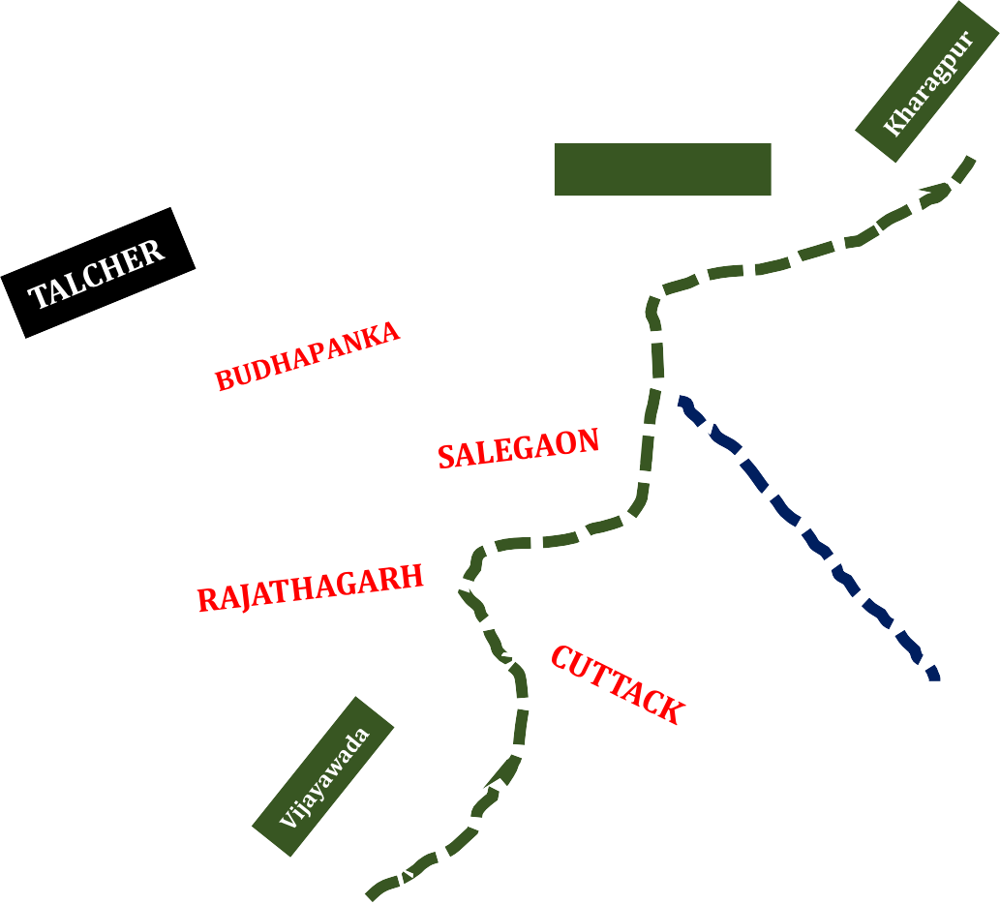 Kharagpur
TALCHER
BUDHAPANKA
SALEGAON
RAJATHAGARH
CUTTACK
Vijayawada